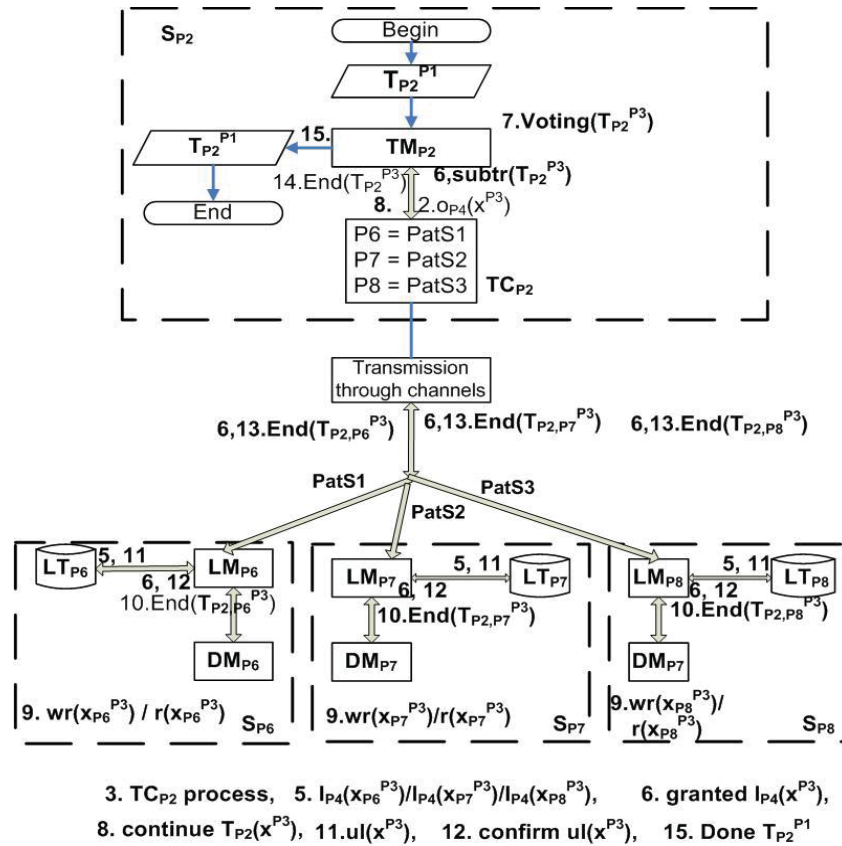 S_P2
Begin
T_P2^P1
7.Voting(T_P2^P3)
15.
T_P2^P1
TM_P2
14.End(T_P2^P3)
6,subtr(T_P2^P3)
End
8.
2.o_P4(x^P3)
P6 = PatS1
P7 = PatS2
P8 = PatS3
TC_P2
Transmission
through channels
6,13.End(T_P2,P6^P3)
6,13.End(T_P2,P7^P3)
6,13.End(T_P2,P8^P3)
PatS1
PatS2
PatS3
LT_P6
5, 11
6, 12
LM_P6
10.End(T_P2,P6^P3)
DM_P6
9. wr(x_P6^P3) / r(x_P6^P3)
S_P6
LM_P7
5, 11
6, 12
LT_P7
10.End(T_P2,P7^P3)
DM_P7
9.wr(x_P7^P3)/r(x_P7^P3)
S_P7
LM_P8
5, 11
6, 12
LT_P8
10.End(T_P2,P8^P3)
DM_P7
9.wr(x_P8^P3)/
r(x_P8^P3)
S_P8
3. TC_P2 process, 5. l_P4(x_P6^P3)/l_P4(x_P7^P3)/l_P4(x_P8^P3), 6. granted l_P4(x^P3),
8. continue T_P2(x^P3), 11.ul(x^P3), 12. confirm ul(x^P3), 15. Done T_P2^P1